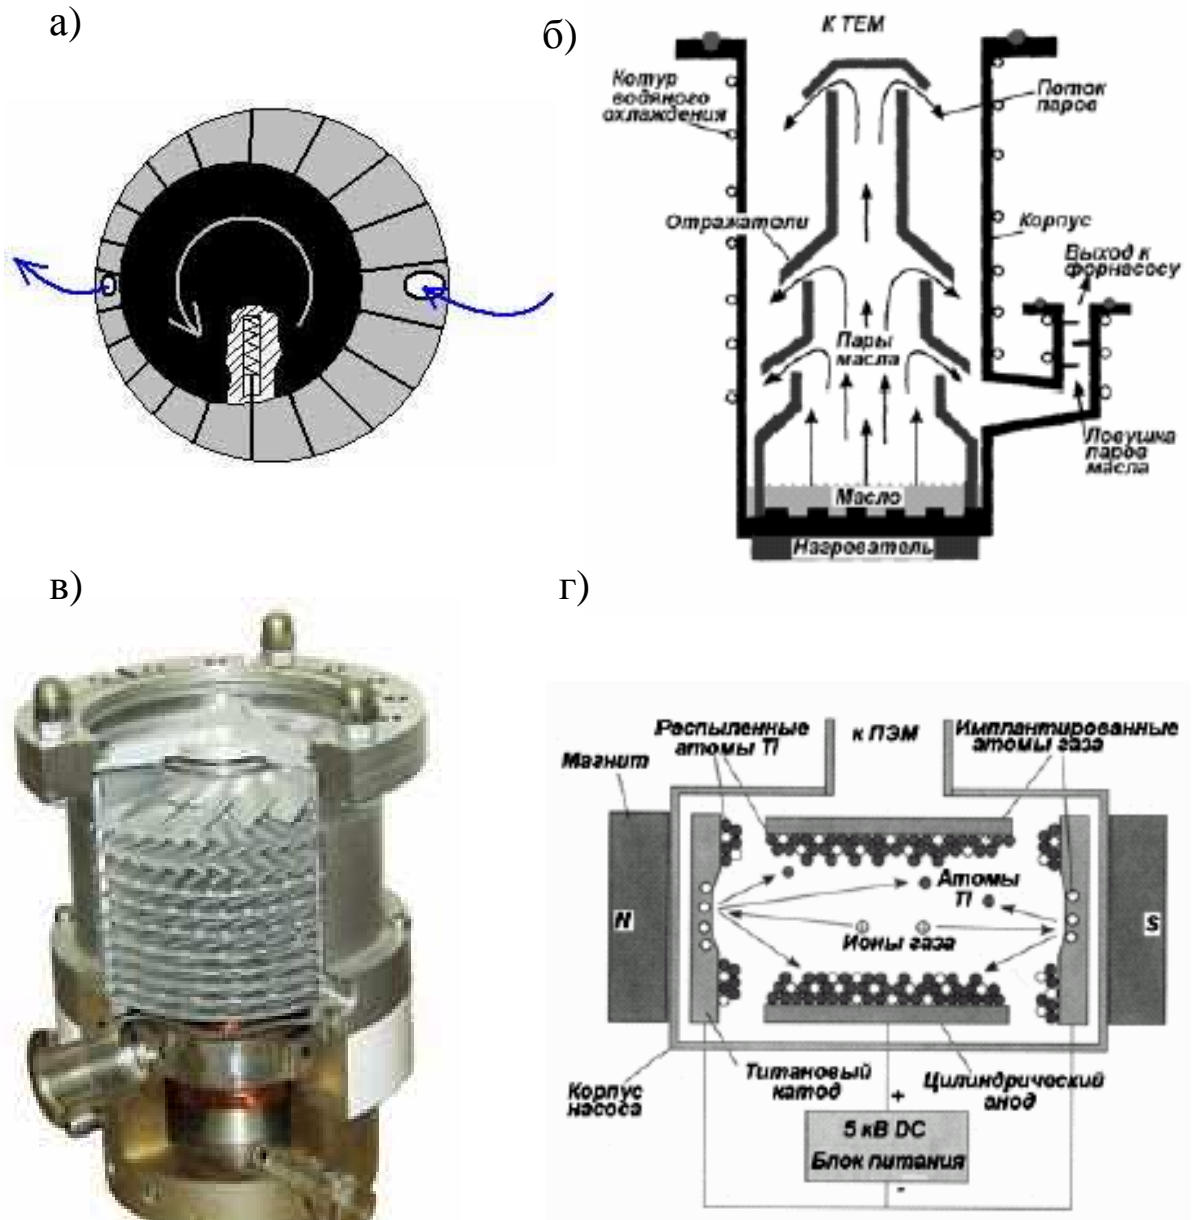 а)
б)
К ТЕМ
Котур
водяного
охлаждения
Поток
паров
Отражатели
Корпус
Выход к
форнасосу
Пары
масла
Ловушка
паров
масла
Масло
Нагрователь
в)
г)
Распыленные
атомы TI
к ПЭМ
Имплантированные
атомы газа
Магнит
Атомы
TI
N
S
Ионы газа
Корпус
насоса
Титановый
катод
Цилиндрический
анод
+
5 кВ DC
Блок питания
-